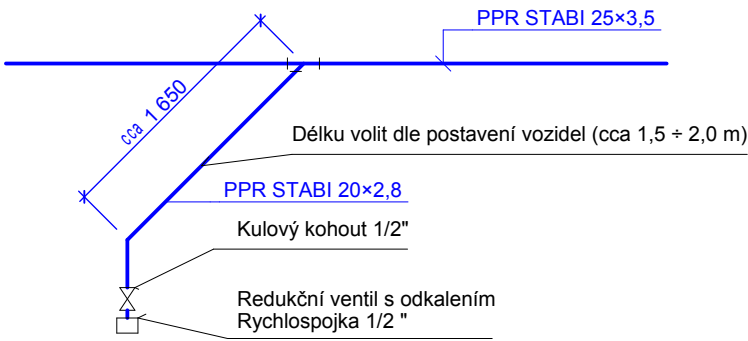 PPR STABI 25×3,5
cca 1 650
Délku volit dle postavení vozidel (cca 1,5 ÷ 2,0 m)
PPR STABI 20×2,8
Kulový kohout 1/2"
Redukční ventil s odkalením
Rychlospojka 1/2 "